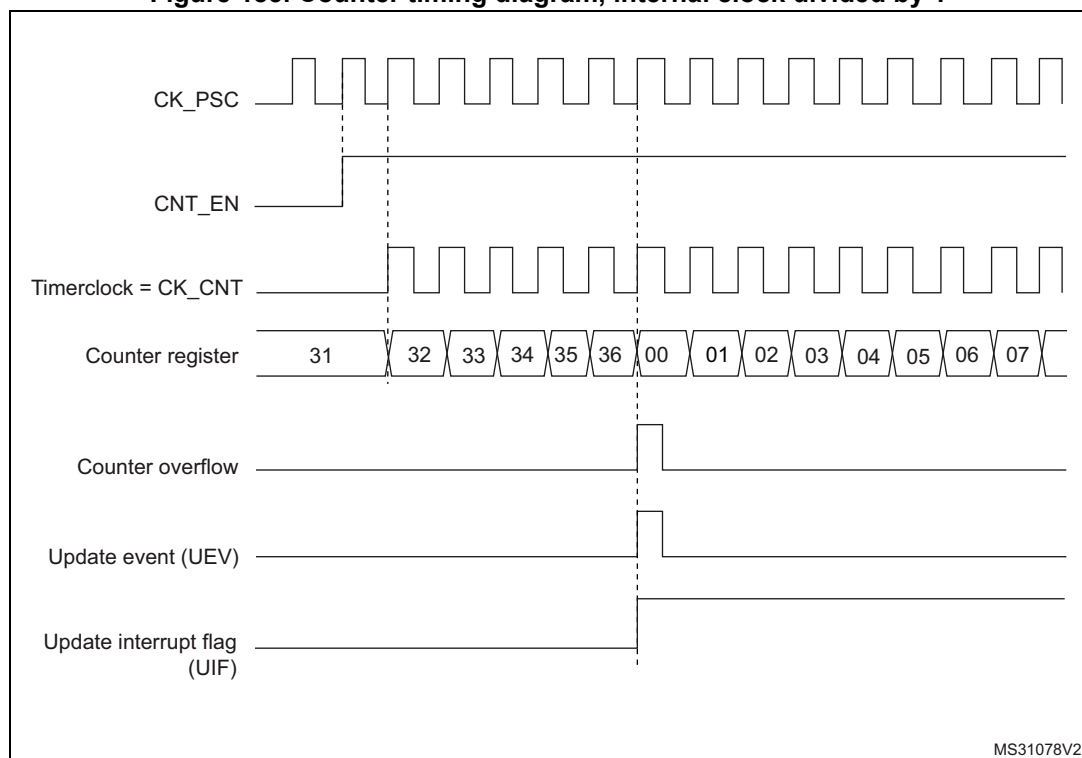 CK_PSC
CNT_EN
Timerclock = CK_CNT
Counter register
31 32 33 34 35 36 00 01 02 03 04 05 06 07
Counter overflow
Update event (UEV)
Update interrupt flag
(UIF)
MS31078V2